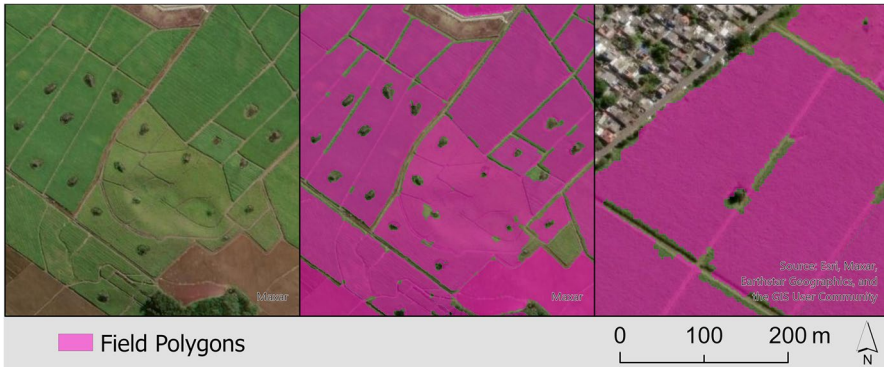 Maxar
Maxar
Source: Esri, Maxar,
Earthstar Geographics, and
the GIS User Community
Field Polygons
0 100 200 m
N